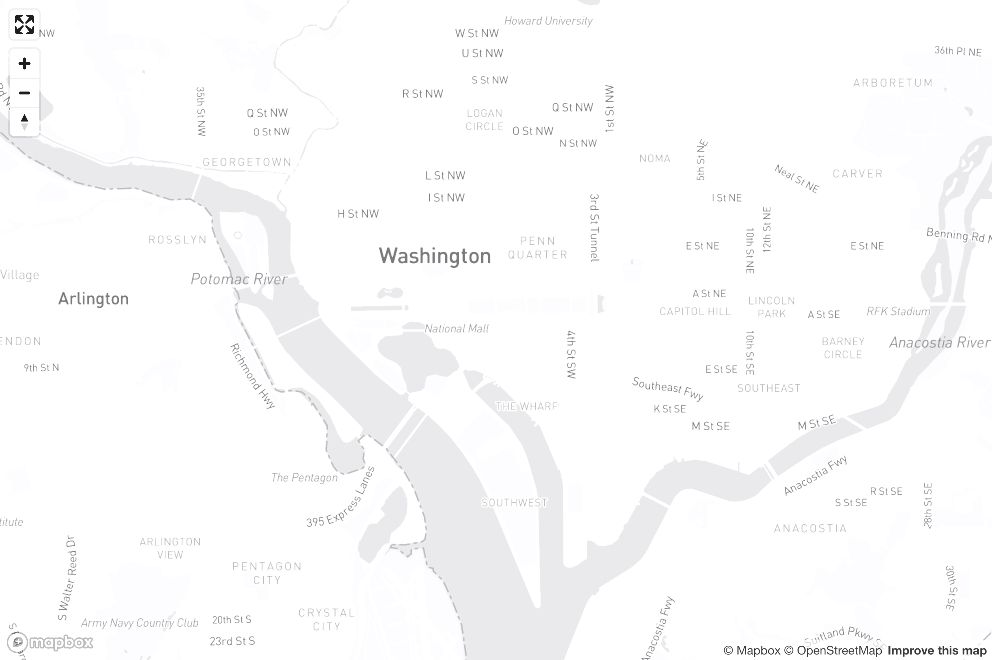 Howard University
NW
W St NW
U St NW
36th Pl NE
S St NW
ARBORETUM
R St NW
35th St NW
Q St NW
Q St NW
1st St NW
LOGAN
CIRCLE
O St NW
O St NW
N St NW
5th St NE
NOMA
GEORGETOWN
L St NW
Neal St NE
CARVER
I St NW
I St NE
H St NW
3rd St Tunnel
12th St NE
10th St NE
Benning Rd N
ROSSLYN
PENN
QUARTER
E St NE
E St NE
Washington
Village
Potomac River
Arlington
A St NE
LINCOLN
PARK
CAPITOL HILL
A St SE
RFK Stadium
National Mall
ENDON
4th St SW
10th St SE
BARNEY
CIRCLE
Anacostia River
9th St N
Richmond Hwy
E St SE
Southeast Fwy
SOUTHEAST
THE WHARF
K St SE
M St SE
M St SE
The Pentagon
Anacostia Fwy
395 Express Lanes
SOUTHWEST
R St SE
S St SE
28th St SE
titute
ANACOSTIA
ARLINGTON
VIEW
S Walter Reed Dr
PENTAGON
CITY
30th St SE
CRYSTAL
CITY
Army Navy Country Club
20th St S
23rd St S
Anacostia Fwy
Suitland Pkwy
mapbox
© Mapbox © OpenStreetMap Improve this map